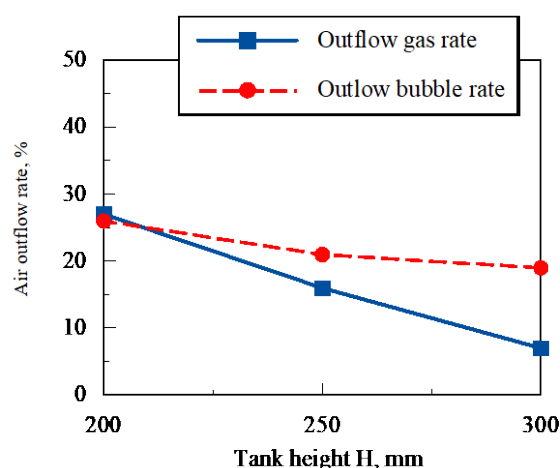 Outflow gas rate
Outlow bubble rate
50
40
30
20
10
0
Air outflow rate, %
200
250
300
Tank height H, mm